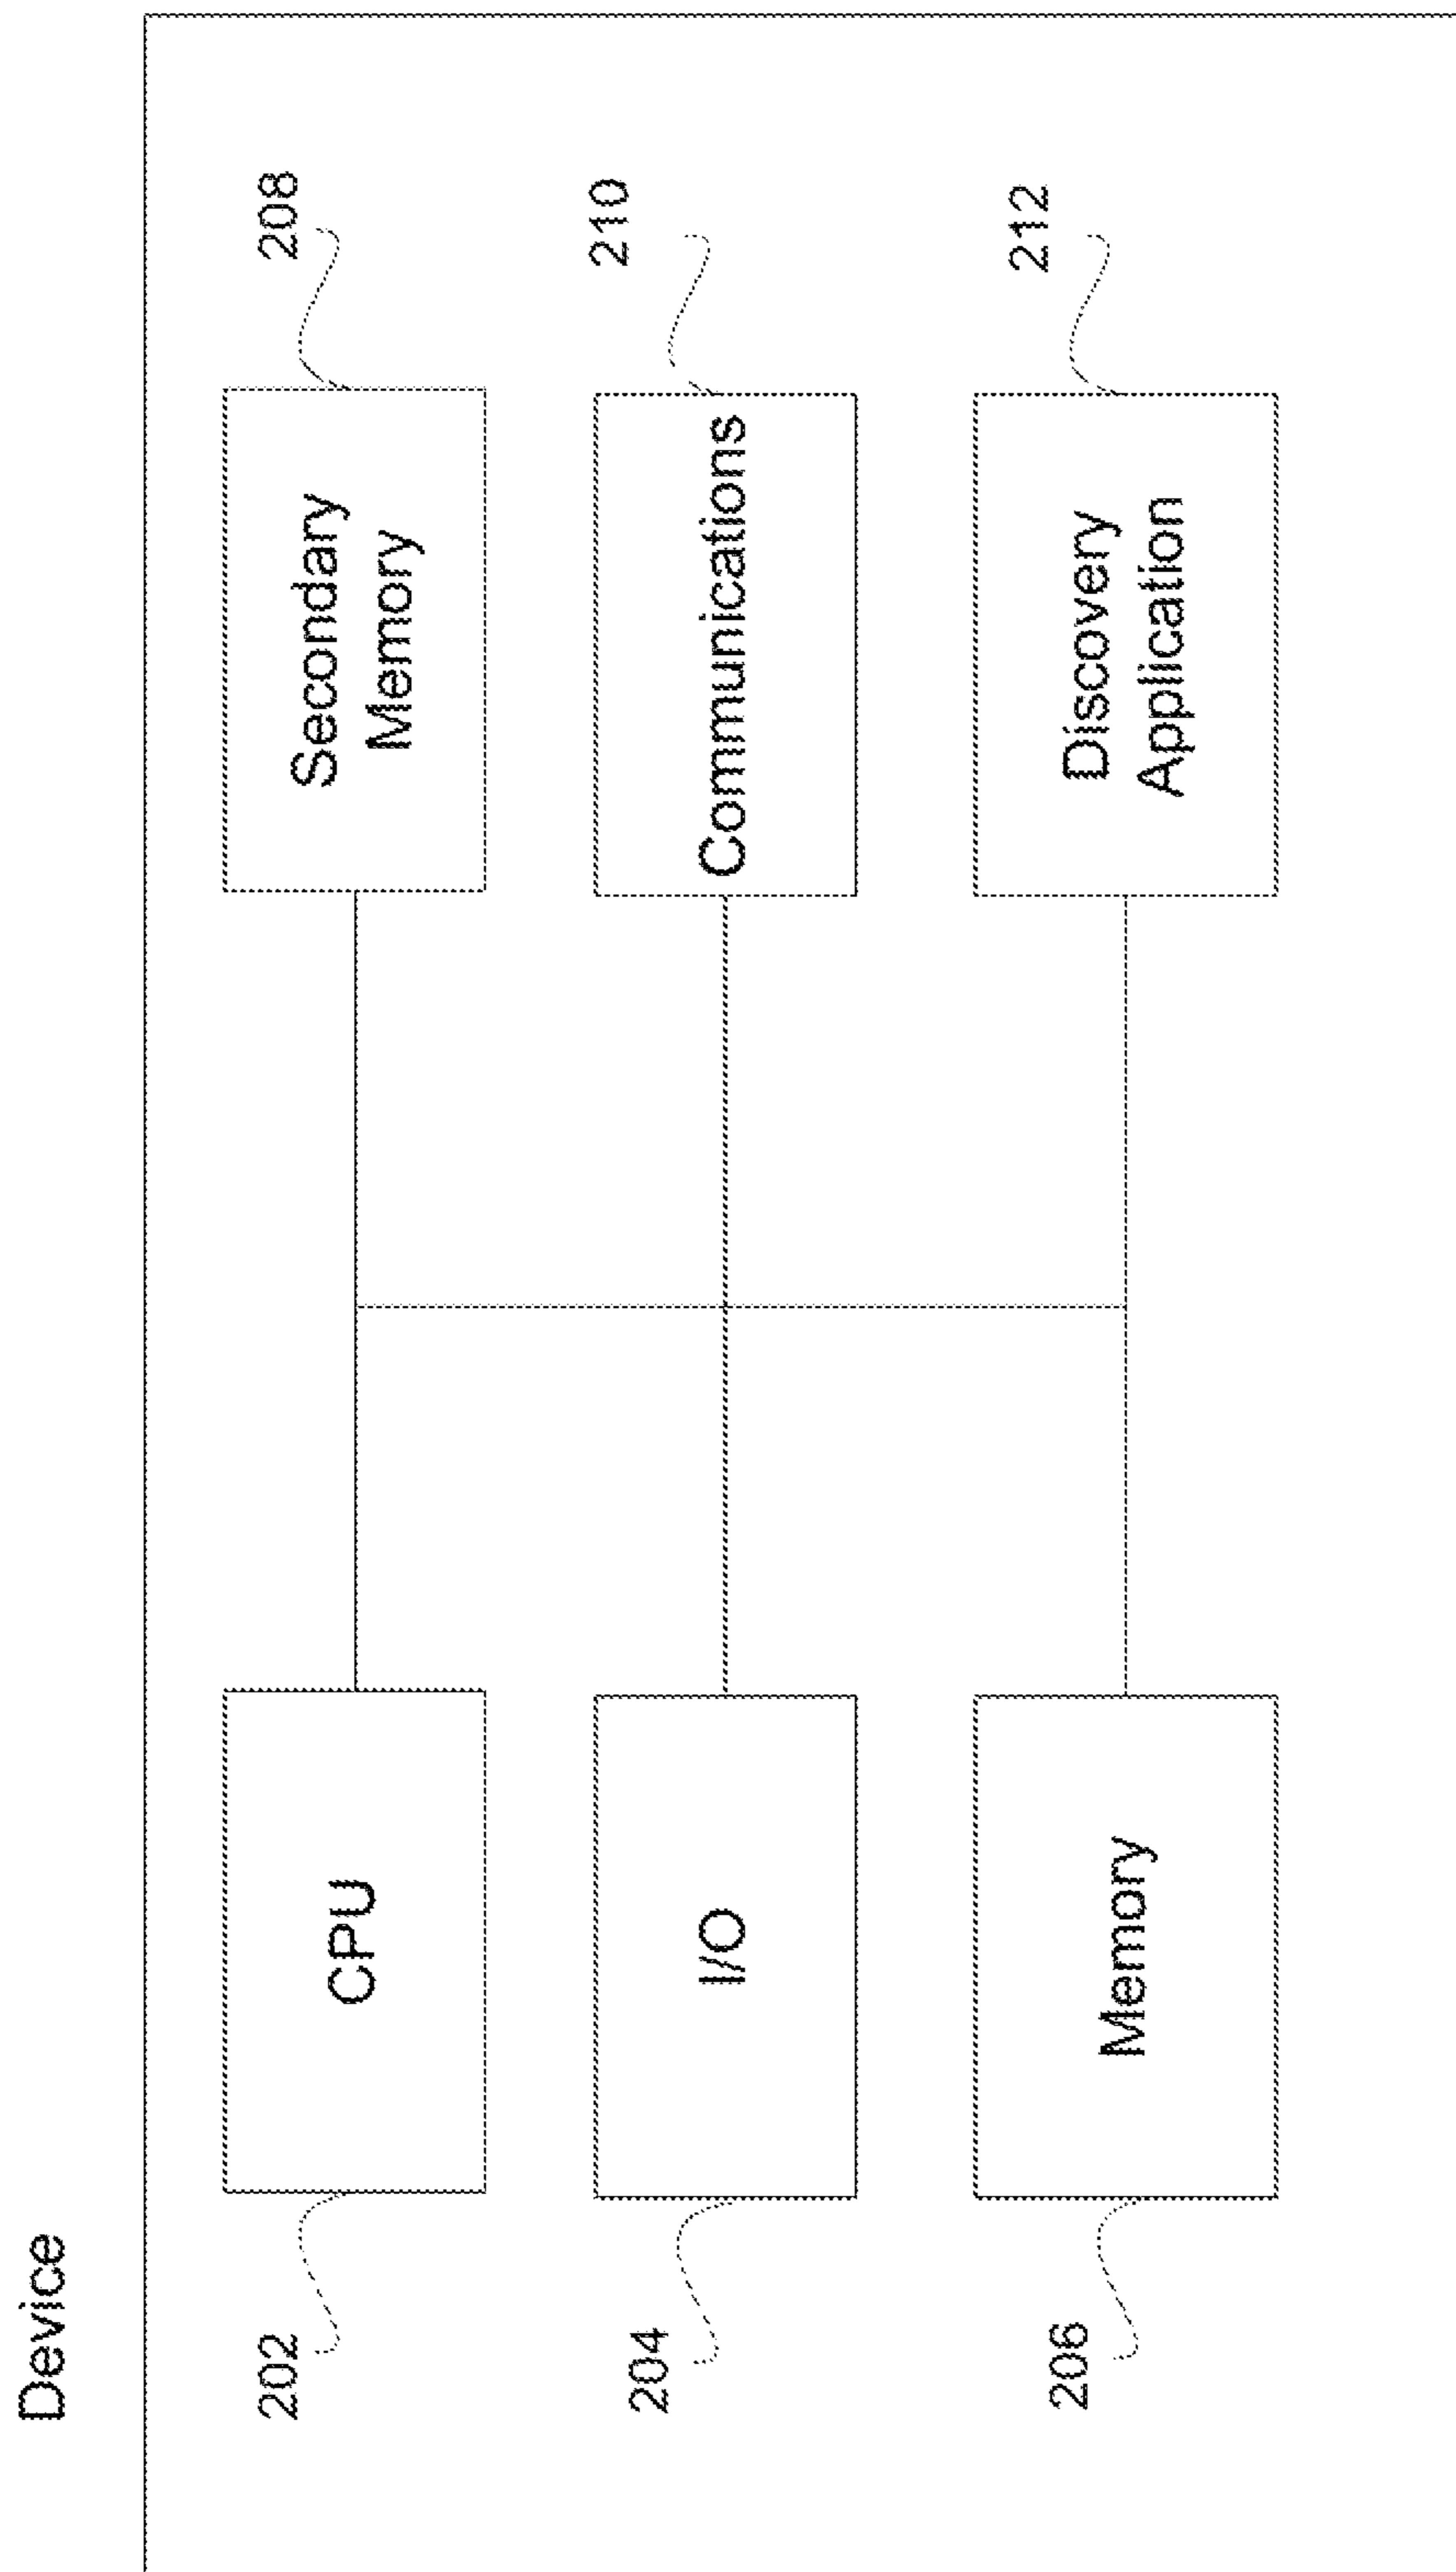 Device
202
CPU
Secondary
Memory
208
204
I/O
Communications
210
206
Memory
Discovery
Application
212